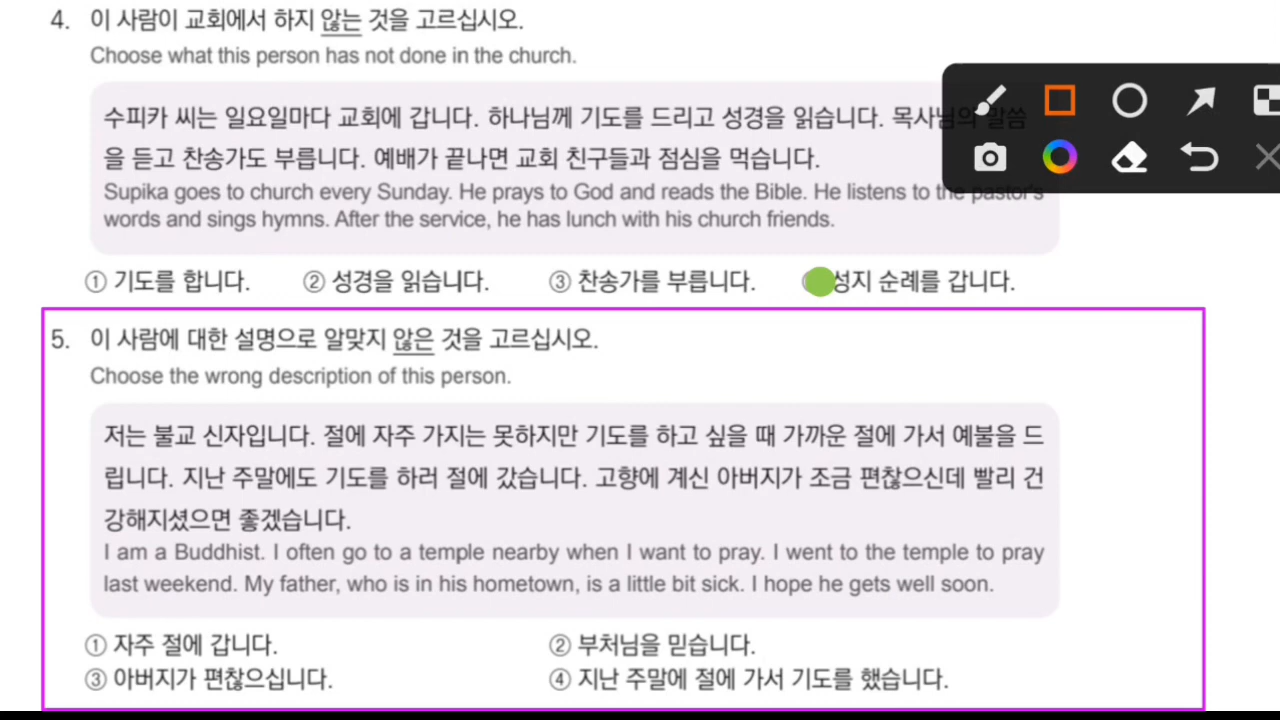 4. 이 사람이 교회에서 하지 않는 것을 고르십시오.
Choose what this person has not done in the church.
수피카 씨는 일요일마다 교회에 갑니다. 하나님께 기도를 드리고 성경을 읽습니다. 목사님의 말씀
을 듣고 찬송가도 부릅니다. 예배가 끝나면 교회 친구들과 점심을 먹습니다.
Supika goes to church every Sunday. He prays to God and reads the Bible. He listens to the pastor's
words and sings hymns. After the service, he has lunch with his church friends.
① 기도를 합니다. ② 성경을 읽습니다. ③ 찬송가를 부릅니다. 성지 순례를 갑니다.
5. 이 사람에 대한 설명으로 알맞지 않은 것을 고르십시오.
Choose the wrong description of this person.
저는 불교 신자입니다. 절에 자주 가지는 못하지만 기도를 하고 싶을 때 가까운 절에 가서 예불을 드
립니다. 지난 주말에도 기도를 하러 절에 갔습니다. 고향에 계신 아버지가 조금 편찮으신데 빨리 건
강해지셨으면 좋겠습니다.
I am a Buddhist. I often go to a temple nearby when I want to pray. I went to the temple to pray
last weekend. My father, who is in his hometown, is a little bit sick. I hope he gets well soon.
① 자주 절에 갑니다. ② 부처님을 믿습니다.
③ 아버지가 편찮으십니다. ④ 지난 주말에 절에 가서 기도를 했습니다.